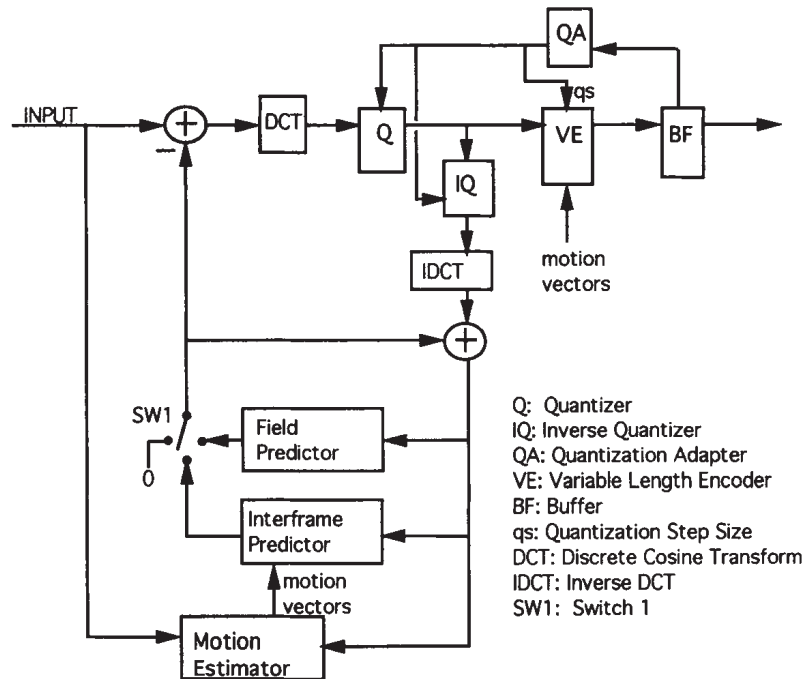 QA
INPUT
+
DCT
Q
qs
VE
BF
−
IQ
IDCT
motion
vectors
+
SW1
0
Field
Predictor
Interframe
Predictor
motion
vectors
Motion
Estimator
Q: Quantizer
IQ: Inverse Quantizer
QA: Quantization Adapter
VE: Variable Length Encoder
BF: Buffer
qs: Quantization Step Size
DCT: Discrete Cosine Transform
IDCT: Inverse DCT
SW1: Switch 1